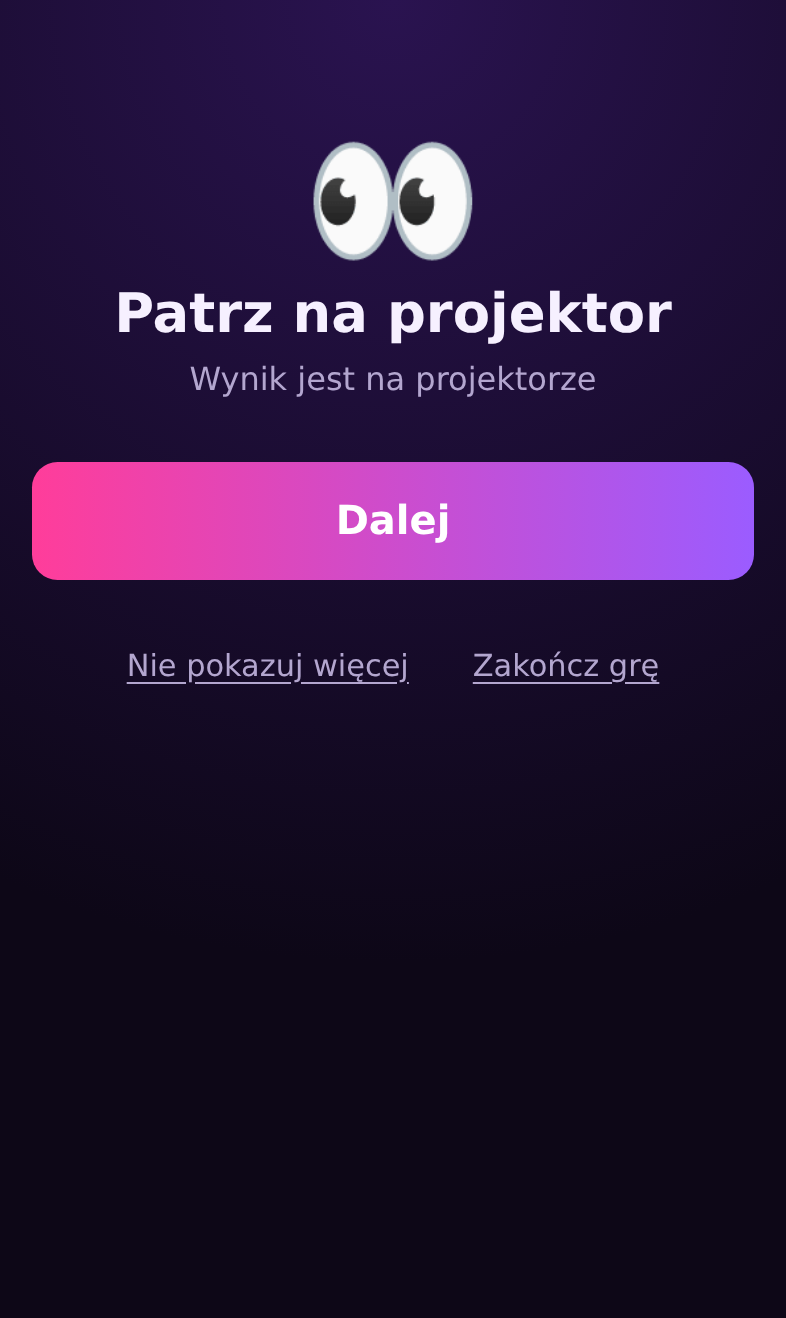 Patrz na projektor
Wynik jest na projektorze
Dalej
Nie pokazuj więcej Zakończ grę